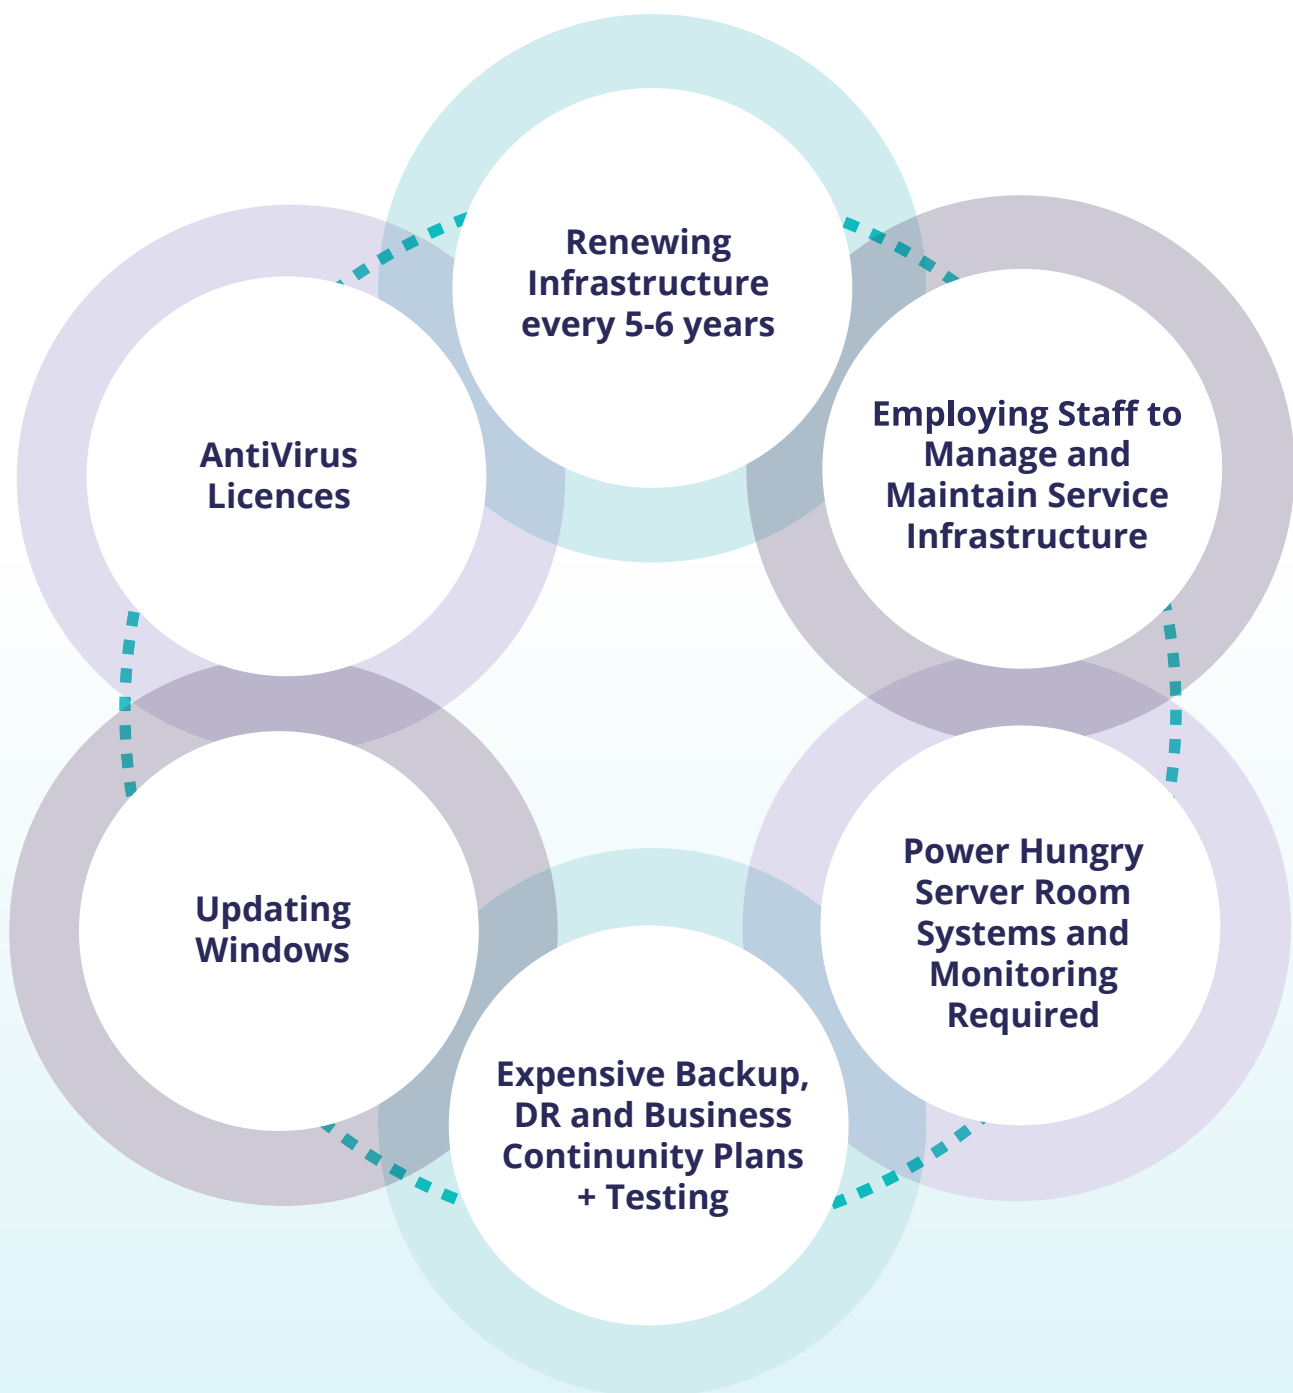 Renewing
Infrastructure
every 5-6 years
Employing Staff to
Manage and
Maintain Service
Infrastructure
Power Hungry
Server Room
Systems and
Monitoring
Required
Expensive Backup,
DR and Business
Continunity Plans
+ Testing
Updating
Windows
AntiVirus
Licences